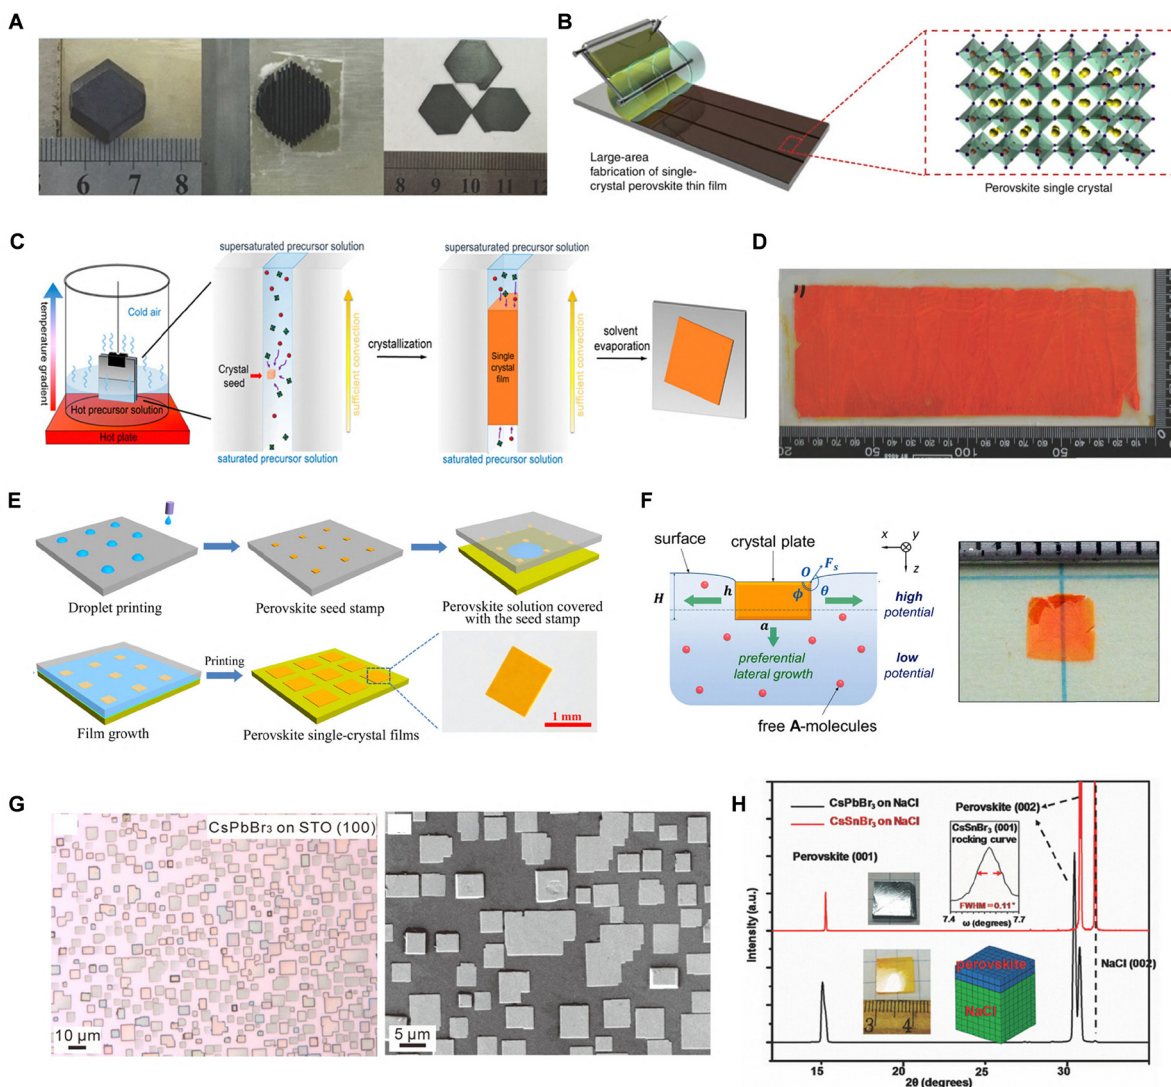 A
6 7 8
8 9 10 11 12
B
Large-area
fabrication of single-
crystal perovskite thin film
Perovskite single crystal
C
temperature gradient
Cold air
Crystal
seed
Hot precursor solution
Hot plate
supersaturated precursor solution
sufficient convection
saturated precursor solution
crystallization
supersaturated precursor solution
Single
crystal
film
sufficient convection
saturated precursor solution
solvent
evaporation
D
50
100
E
Droplet printing
Perovskite seed stamp
Perovskite solution covered
with the seed stamp
Film growth
Printing
Perovskite single-crystal films
1 mm
F
surface
crystal plate
x y
z
H
h
O
Fs
ϕ
θ
a
high
potential
preferential
lateral growth
low
potential
free A-molecules
G
CsPbBr3 on STO (100)
10 µm
5 µm
H
Intensity (a.u.)
CsPbBr3 on NaCl
CsSnBr3 on NaCl
Perovskite (002)
Perovskite (001)
CsSnBr3 (001)
rocking curve
FWHM = 0.11°
7.4 7.7
ω (degrees)
NaCl (002)
perovskite
NaCl
3 4
15 20 25 30
2θ (degrees)